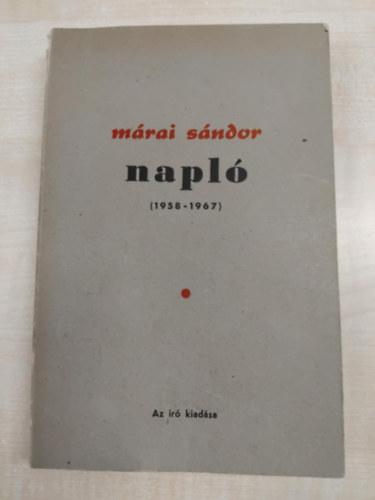 márai sándor
napló
(1958-1967)
Az író kiadása